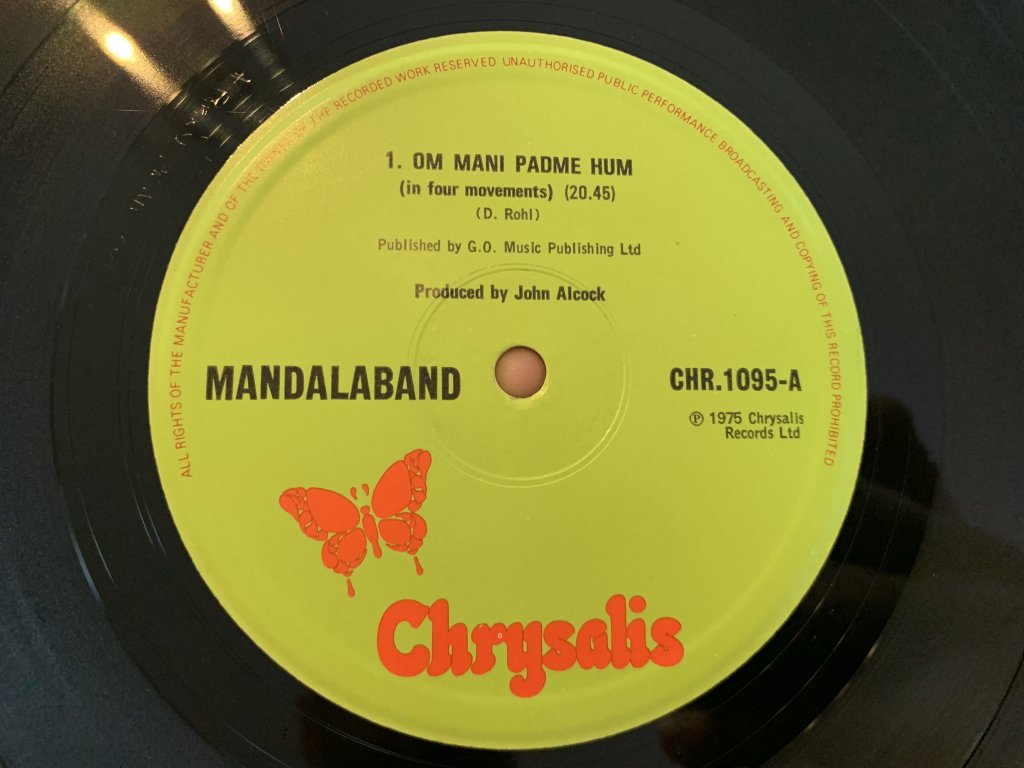 ALL RIGHTS OF THE MANUFACTURER AND OF THE OF THE RECORDED WORK RESERVED UNAUTHORISED PUBLIC PERFORMANCE BROADCASTING AND COPYING OF THIS RECORD PROHIBITED
1. OM MANI PADME HUM
(in four movements) (20.45)
(D. Rohl)
Published by G.O. Music Publishing Ltd
Produced by John Alcock
MANDALABAND
CHR.1095-A
℗ 1975 Chrysalis
Records Ltd
Chrysalis